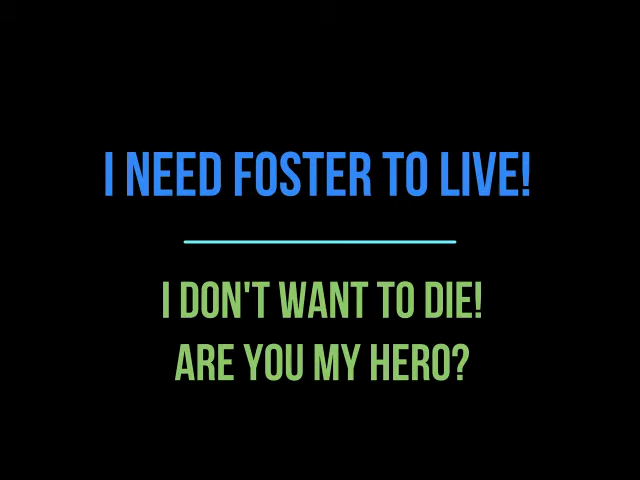 I NEED FOSTER TO LIVE!
I DON'T WANT TO DIE!
ARE YOU MY HERO?